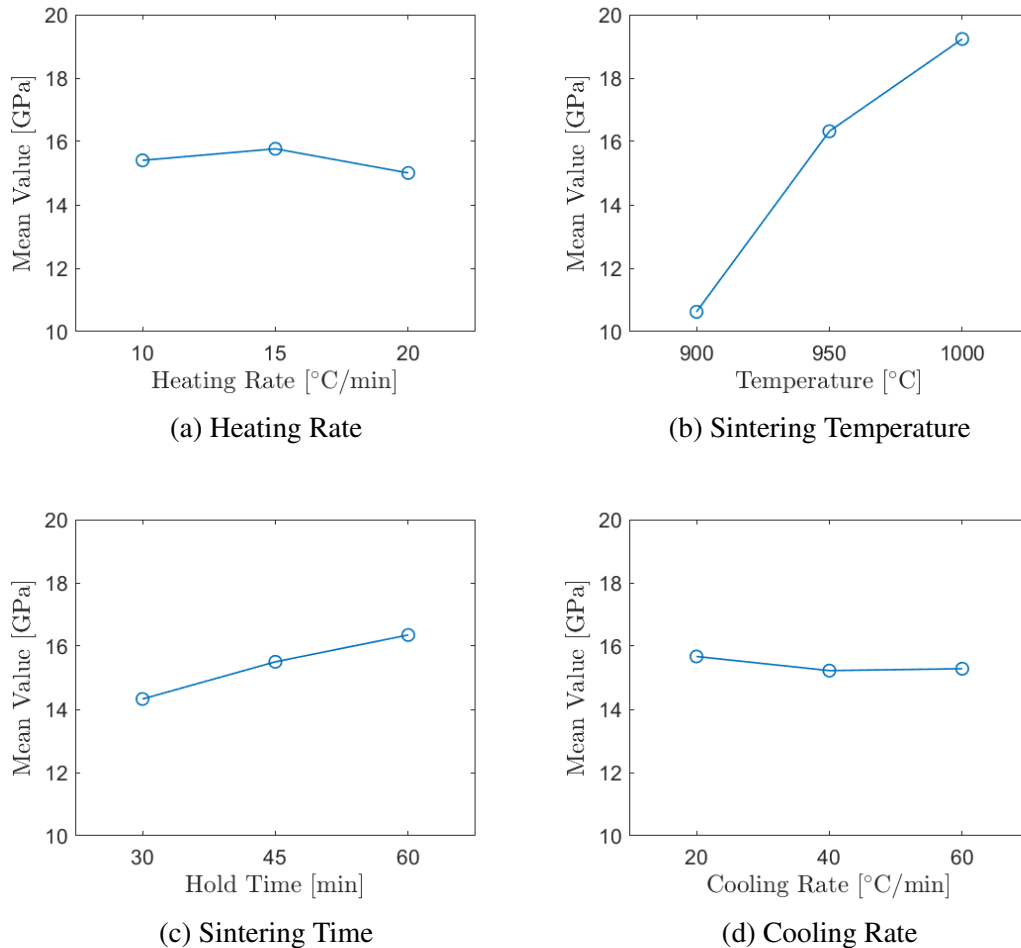 20
18
16
14
12
10
Mean Value [GPa]
10 15 20
Heating Rate [°C/min]
(a) Heating Rate
20
18
16
14
12
10
Mean Value [GPa]
900 950 1000
Temperature [°C]
(b) Sintering Temperature
20
18
16
14
12
10
Mean Value [GPa]
30 45 60
Hold Time [min]
(c) Sintering Time
20
18
16
14
12
10
Mean Value [GPa]
20 40 60
Cooling Rate [°C/min]
(d) Cooling Rate